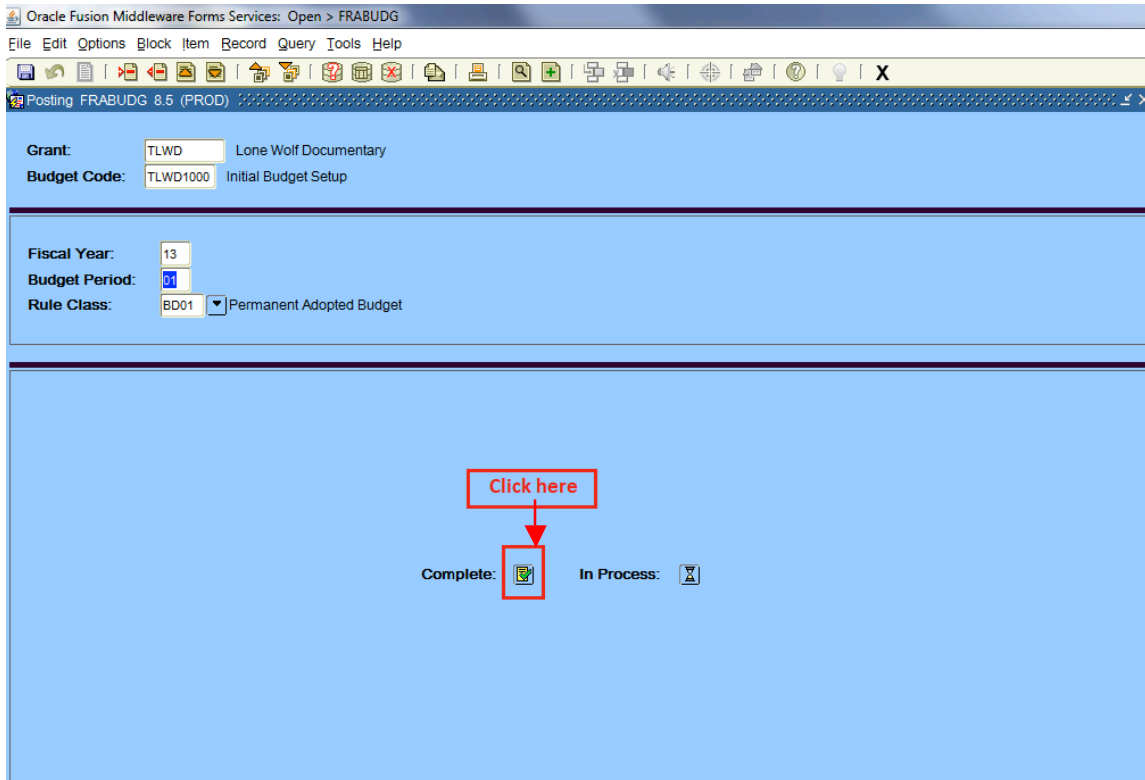 Oracle Fusion Middleware Forms Services: Open > FRABUDG
File Edit Options Block Item Record Query Tools Help
X
Posting FRABUDG 8.5 (PROD)
Grant: TLWD Lone Wolf Documentary
Budget Code: TLWD1000 Initial Budget Setup
Fiscal Year: 13
Budget Period: 01
Rule Class: BD01 Permanent Adopted Budget
Click here
Complete: In Process: